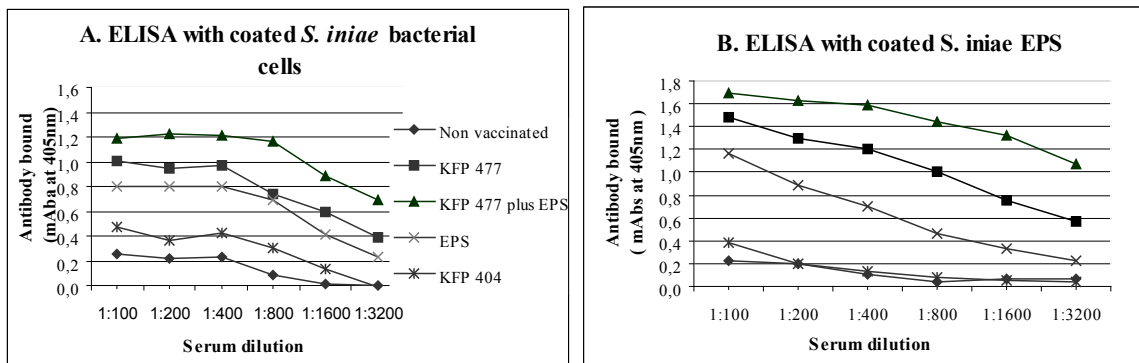 A. ELISA with coated S. iniae bacterial
cells
Antibody bound
(mAba at 405nm)
1,6
1,4
1,2
1,0
0,8
0,6
0,4
0,2
0,0
1:100 1:200 1:400 1:800 1:1600 1:3200
Serum dilution
Non vaccinated
KFP 477
KFP 477 plus EPS
EPS
KFP 404
B. ELISA with coated S. iniae EPS
Antibody bound
( mAbs at 405nm )
1,8
1,6
1,4
1,2
1,0
0,8
0,6
0,4
0,2
0,0
1:100 1:200 1:400 1:800 1:1600 1:3200
Serum dilution